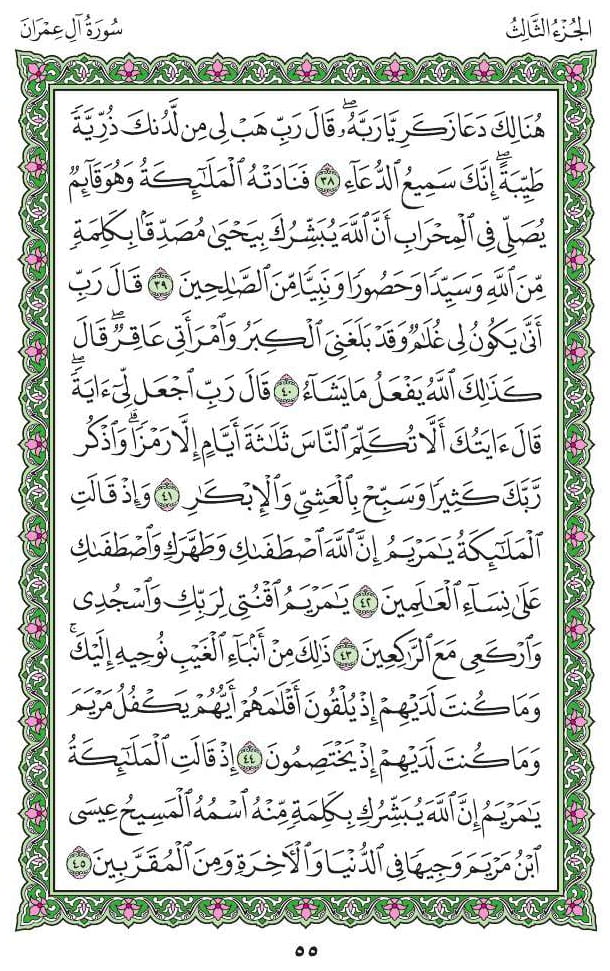 الجُزْءُ الثَّالِثُ
سُورَةُ آلِ عِمْرَانَ
هُنَالِكَ دَعَا زَكَرِيَّا رَبَّهُۥۖ قَالَ رَبِّ هَبْ لِى مِن لَّدُنكَ ذُرِّيَّةً
طَيِّبَةًۖ إِنَّكَ سَمِيعُ ٱلدُّعَآءِ ٣٨ فَنَادَتْهُ ٱلْمَلَٰٓئِكَةُ وَهُوَ قَآئِمٌ
يُصَلِّى فِى ٱلْمِحْرَابِ أَنَّ ٱللَّهَ يُبَشِّرُكَ بِيَحْيَىٰ مُصَدِّقًۢا بِكَلِمَةٍ
مِّنَ ٱللَّهِ وَسَيِّدًا وَحَصُورًا وَنَبِيًّا مِّنَ ٱلصَّٰلِحِينَ ٣٩ قَالَ رَبِّ
أَنَّىٰ يَكُونُ لِى غُلَٰمٌ وَقَدْ بَلَغَنِىَ ٱلْكِبَرُ وَٱمْرَأَتِى عَاقِرٌۖ قَالَ
كَذَٰلِكَ ٱللَّهُ يَفْعَلُ مَا يَشَآءُ ٤٠ قَالَ رَبِّ ٱجْعَل لِّىٓ ءَايَةًۖ
قَالَ ءَايَتُكَ أَلَّا تُكَلِّمَ ٱلنَّاسَ ثَلَٰثَةَ أَيَّامٍ إِلَّا رَمْزًاۗ وَٱذْكُر
رَّبَّكَ كَثِيرًا وَسَبِّحْ بِٱلْعَشِىِّ وَٱلْإِبْكَٰرِ ٤١ وَإِذْ قَالَتِ
ٱلْمَلَٰٓئِكَةُ يَٰمَرْيَمُ إِنَّ ٱللَّهَ ٱصْطَفَىٰكِ وَطَهَّرَكِ وَٱصْطَفَىٰكِ
عَلَىٰ نِسَآءِ ٱلْعَٰلَمِينَ ٤٢ يَٰمَرْيَمُ ٱقْنُتِى لِرَبِّكِ وَٱسْجُدِى
وَٱرْكَعِى مَعَ ٱلرَّٰكِعِينَ ٤٣ ذَٰلِكَ مِنْ أَنۢبَآءِ ٱلْغَيْبِ نُوحِيهِ إِلَيْكَۚ
وَمَا كُنتَ لَدَيْهِمْ إِذْ يُلْقُونَ أَقْلَٰمَهُمْ أَيُّهُمْ يَكْفُلُ مَرْيَمَ
وَمَا كُنتَ لَدَيْهِمْ إِذْ يَخْتَصِمُونَ ٤٤ إِذْ قَالَتِ ٱلْمَلَٰٓئِكَةُ
يَٰمَرْيَمُ إِنَّ ٱللَّهَ يُبَشِّرُكِ بِكَلِمَةٍ مِّنْهُ ٱسْمُهُ ٱلْمَسِيحُ عِيسَى
ٱبْنُ مَرْيَمَ وَجِيهًا فِى ٱلدُّنْيَا وَٱلْءَاخِرَةِ وَمِنَ ٱلْمُقَرَّبِينَ ٤٥
٥٥